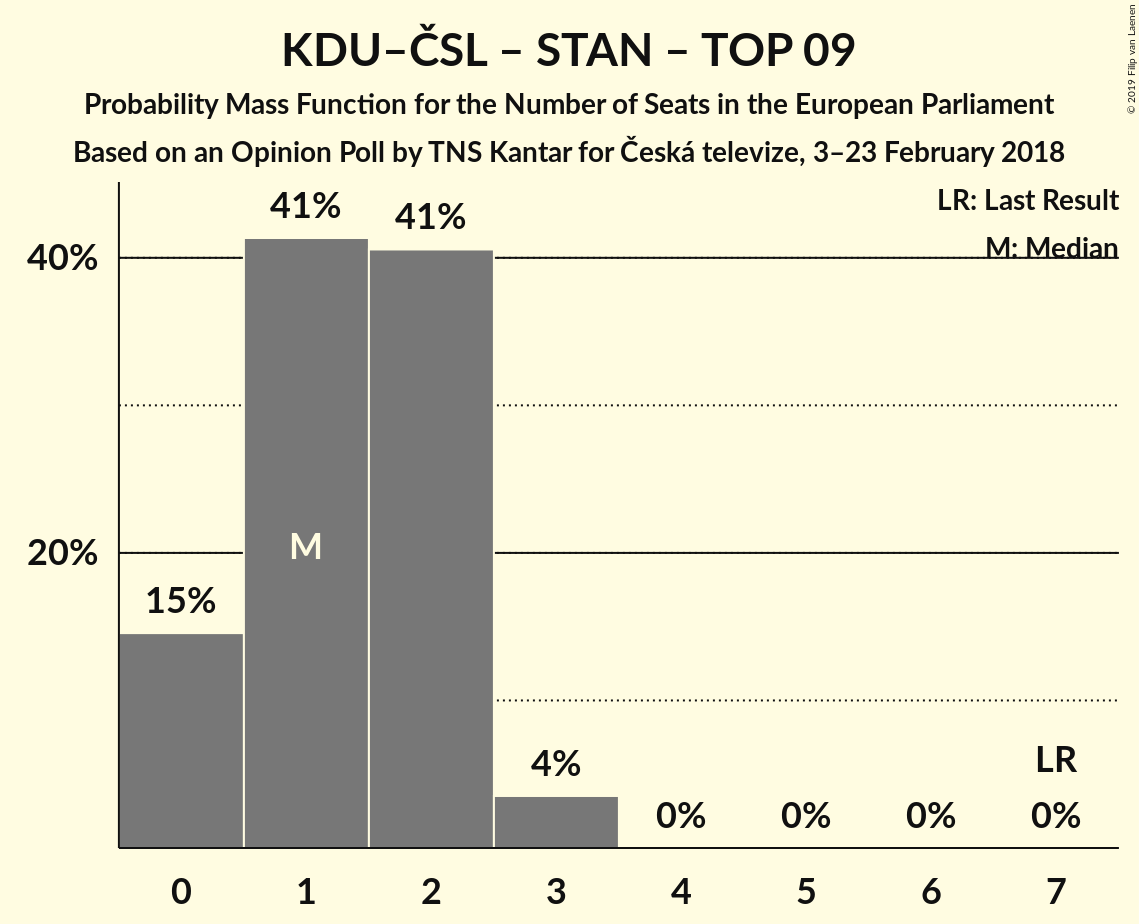 KDU–ČSL – STAN – TOP 09
Probability Mass Function for the Number of Seats in the European Parliament
Based on an Opinion Poll by TNS Kantar for Česká televize, 3–23 February 2018
© 2019 Filip van Laenen
LR: Last Result
M: Median
41%
41%
40%
M
20%
15%
4%
LR
0%
0%
0%
0%
0
1
2
3
4
5
6
7